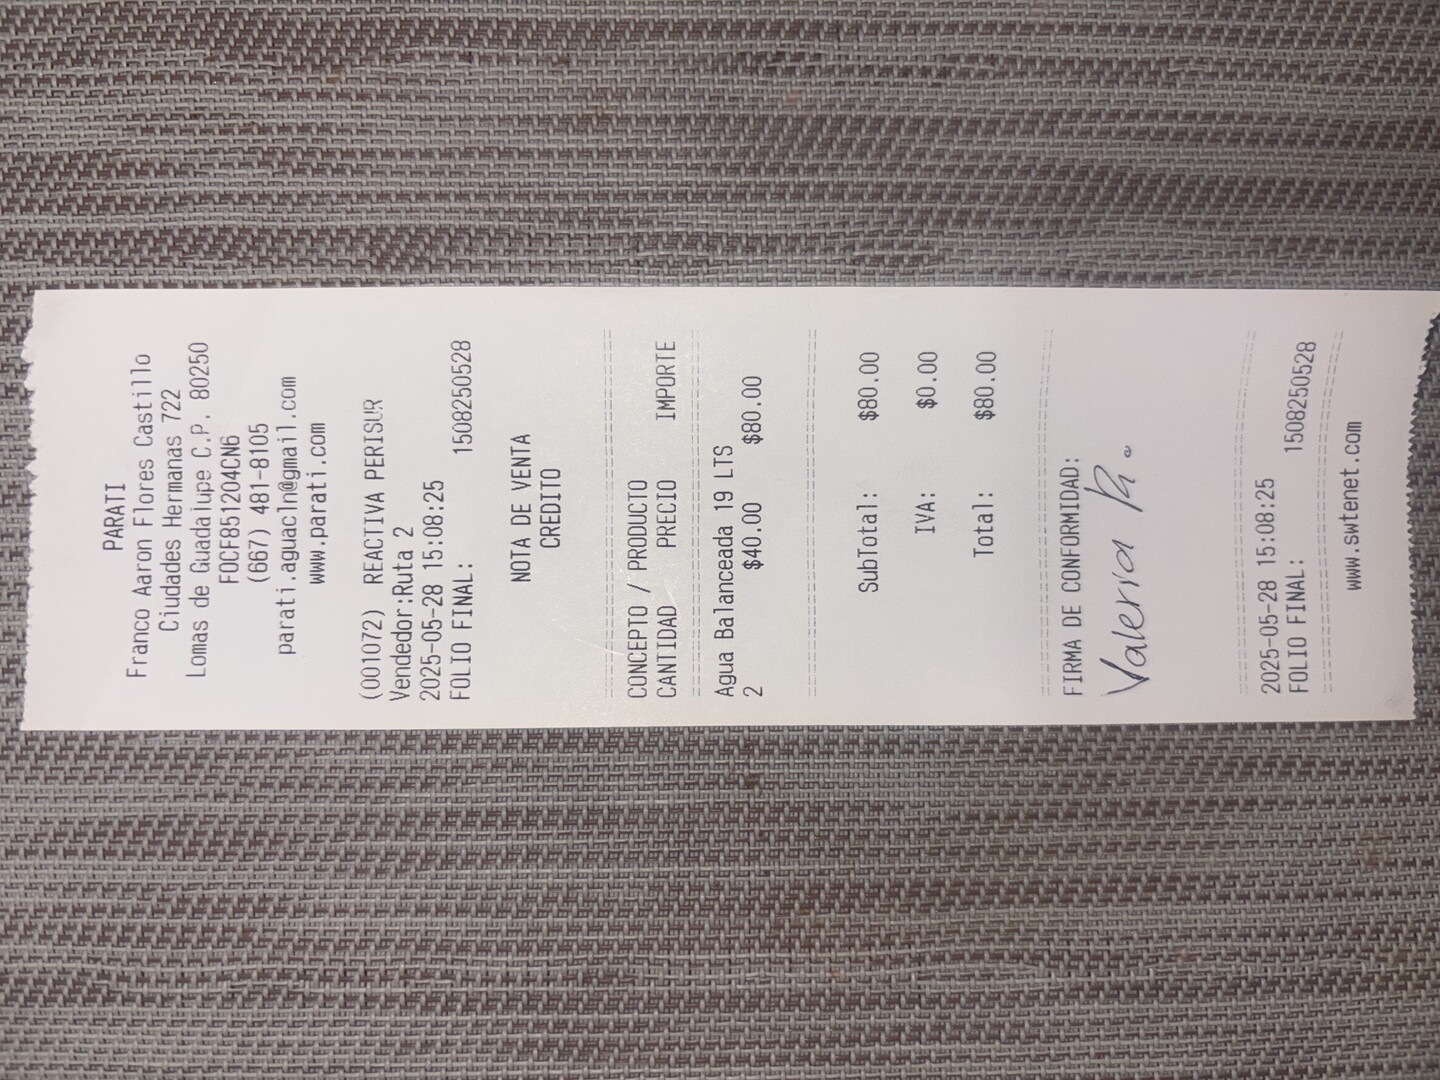 PARATI
Franco Aaron Flores Castillo
Ciudades Hermanas 722
Lomas de Guadalupe C.P. 80250
FOCF851204CN6
(667) 481-8105
parati.aguacln@gmail.com
www.parati.com
(001072) REACTIVA PERISUR
Vendedor:Ruta 2
2025-05-28 15:08:25
FOLIO FINAL: 1508250528
NOTA DE VENTA
CREDITO
CONCEPTO / PRODUCTO
CANTIDAD PRECIO IMPORTE
Agua Balanceada 19 LTS
2 $40.00 $80.00
SubTotal: $80.00
IVA: $0.00
Total: $80.00
FIRMA DE CONFORMIDAD:
Valeria R.
2025-05-28 15:08:25
FOLIO FINAL: 1508250528
www.swtenet.com